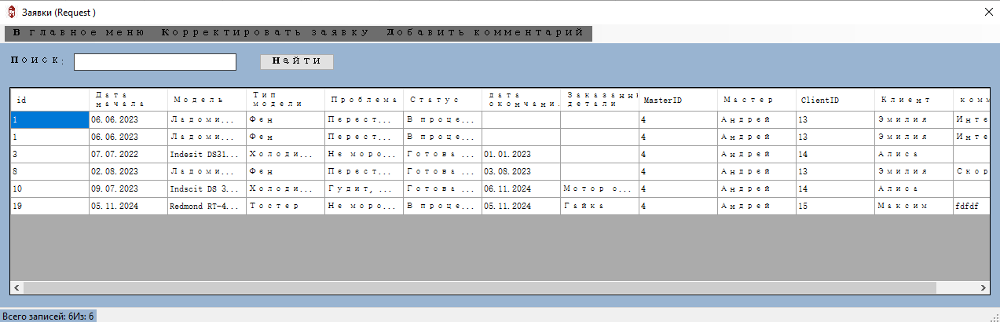 Заявки (Request )
В главное меню Корректировать заявку Добавить комментарий
Поиск: Найти
id Дата начала Модель Тип модели Проблема Статус дата окончани. Заказанн детали MasterID Мастер ClientID Клиент комм
1 06.06.2023 Ладоми... Фен Перест... В проце... 4 Андрей 13 Эмилия Инте
1 06.06.2023 Ладоми... Фен Перест... В проце... 4 Андрей 13 Эмилия Инте
3 07.07.2022 Indesit DS31... Холоди... Не моро... Готова ... 01.01.2023 4 Андрей 14 Алиса
8 02.08.2023 Ладоми... Фен Перест... Готова ... 03.08.2023 4 Андрей 13 Эмилия Скор
10 09.07.2023 Indscit DS 3... Холоди... Гудит, ... Готова ... 06.11.2024 Мотор о... 4 Андрей 14 Алиса
19 05.11.2024 Redmond RT-4... Тостер Не моро... В проце... 05.11.2024 Гайка 4 Андрей 15 Максим fdfdf
Всего записей: 6Из: 6